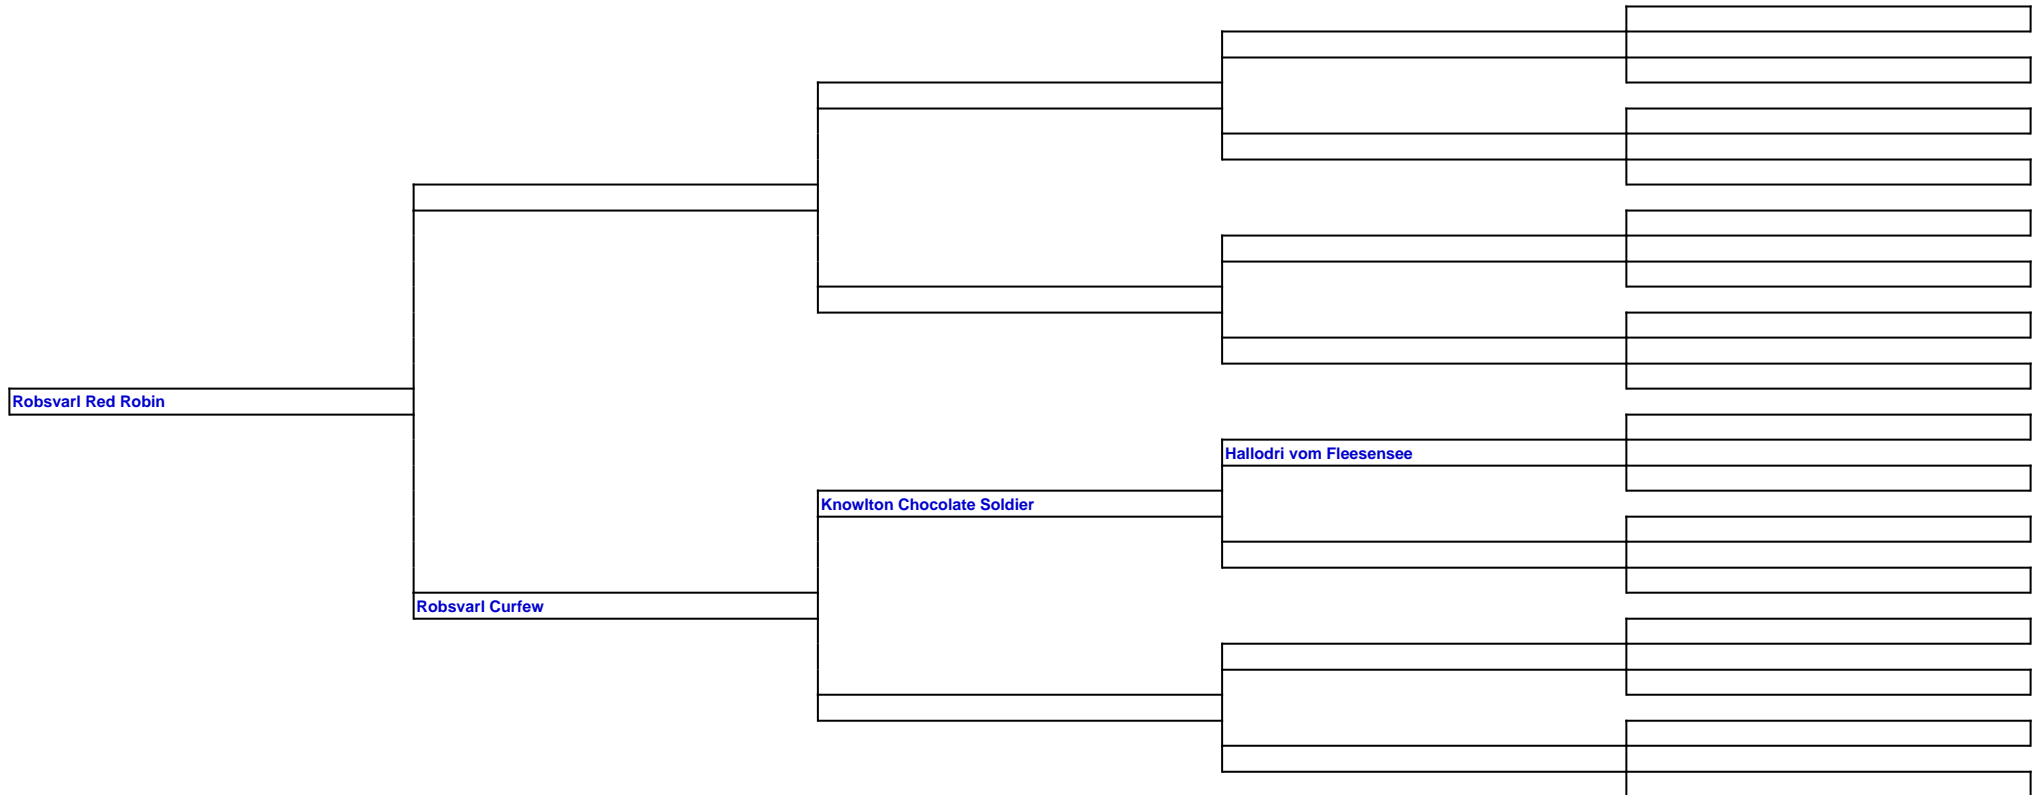 Robsvarl Red Robin
Hallodri vom Fleesensee
Knowlton Chocolate Soldier
Robsvarl Curfew